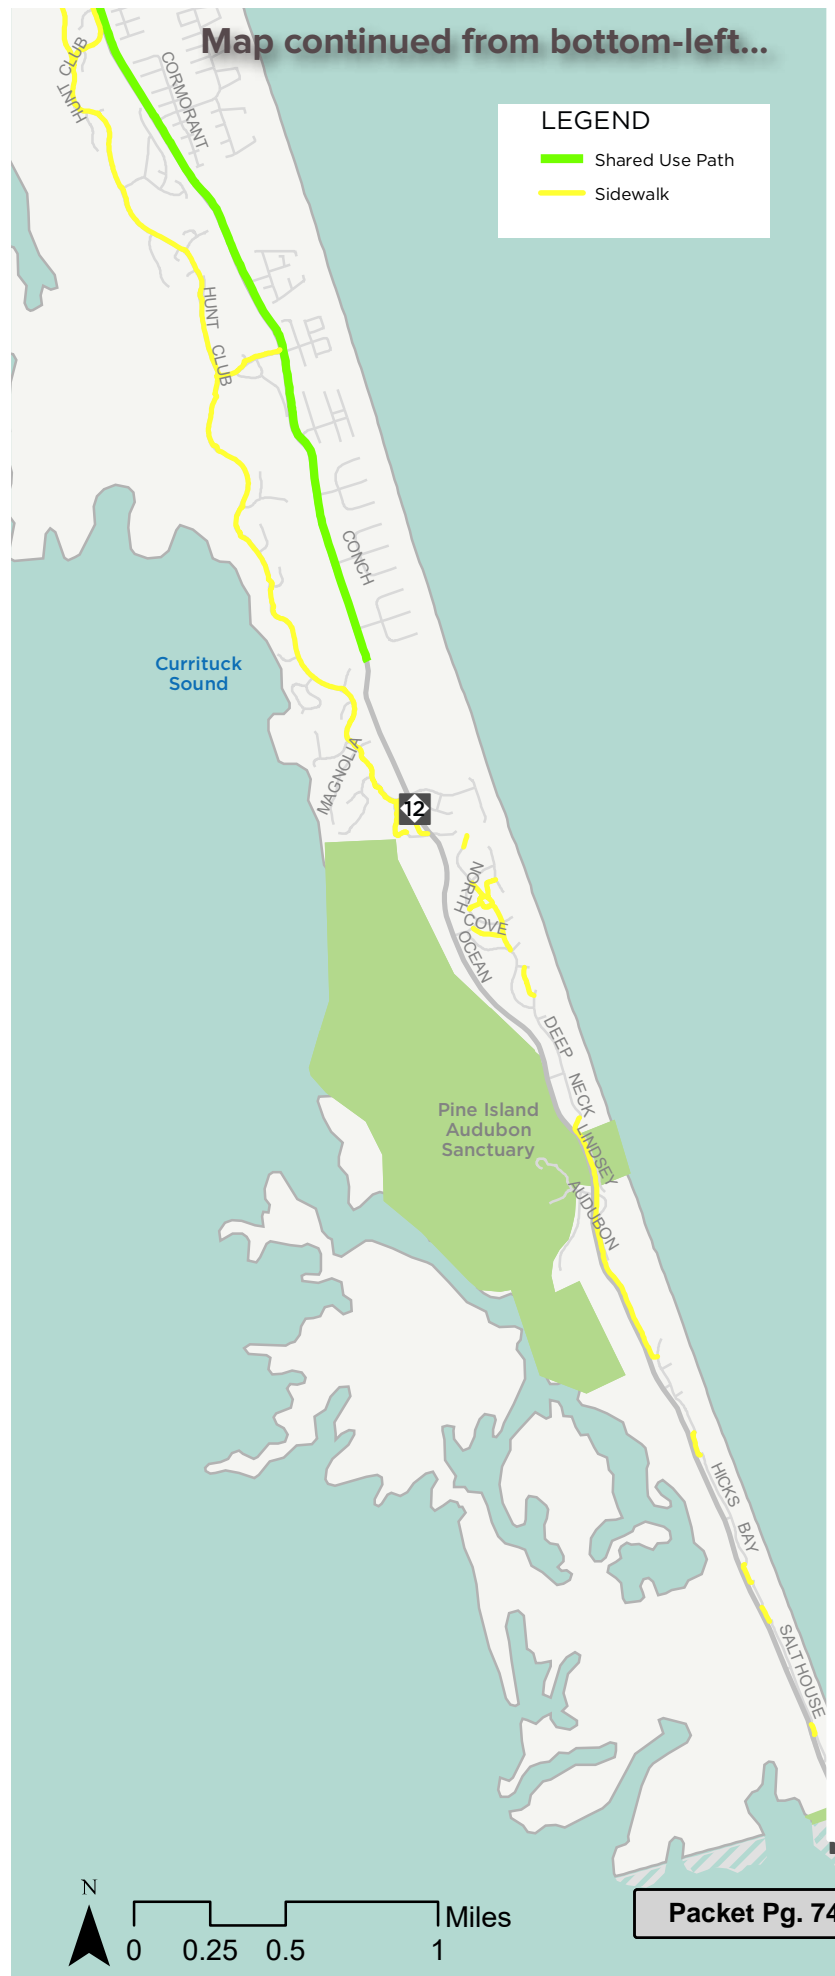 Map continued from bottom-left...
LEGEND
Shared Use Path
Sidewalk
HUNT CLUB
CORMORANT
HUNT CLUB
CONCH
Currituck
Sound
MAGNOLIA
12
NORTH
COVE
OCEAN
DEEP NECK
Pine Island
Audubon
Sanctuary
LINDSEY
AUDUBON
HICKS BAY
SALT HOUSE
N
Miles
0 0.25 0.5 1
Packet Pg. 74